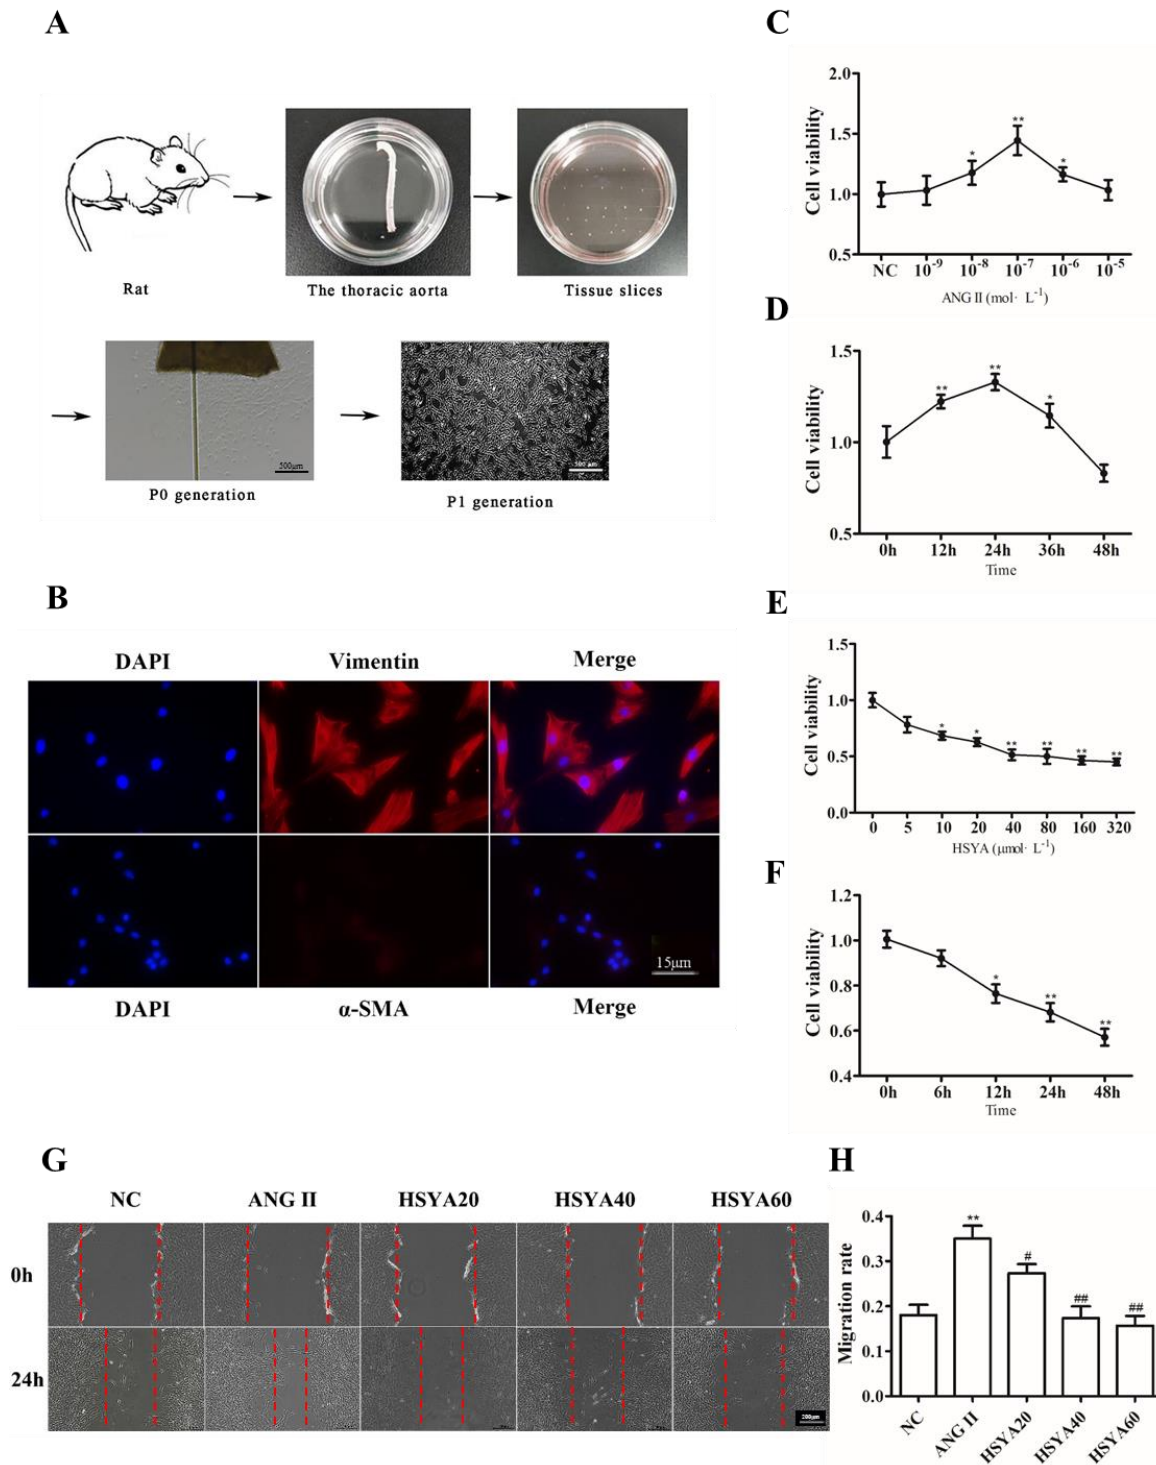 A
Rat
The thoracic aorta
Tissue slices
500μm
P0 generation
500 μm
P1 generation
B
DAPI Vimentin Merge
15μm
DAPI α-SMA Merge
C
Cell viability
2.0
1.5
1.0
0.5
* ** *
NC 10-9 10-8 10-7 10-6 10-5
ANG II (mol· L-1)
D
Cell viability
1.5
1.0
0.5
** ** *
0h 12h 24h 36h 48h
Time
E
Cell viability
1.5
1.0
0.5
0.0
* * ** ** ** **
0 5 10 20 40 80 160 320
HSYA (μmol· L-1)
F
Cell viability
1.2
1.0
0.8
0.6
0.4
* ** **
0h 6h 12h 24h 48h
Time
G
NC ANG II HSYA20 HSYA40 HSYA60
0h
24h
200μm
H
Migration rate
0.4
0.3
0.2
0.1
0.0
** # ## ##
NC ANG II HSYA20 HSYA40 HSYA60